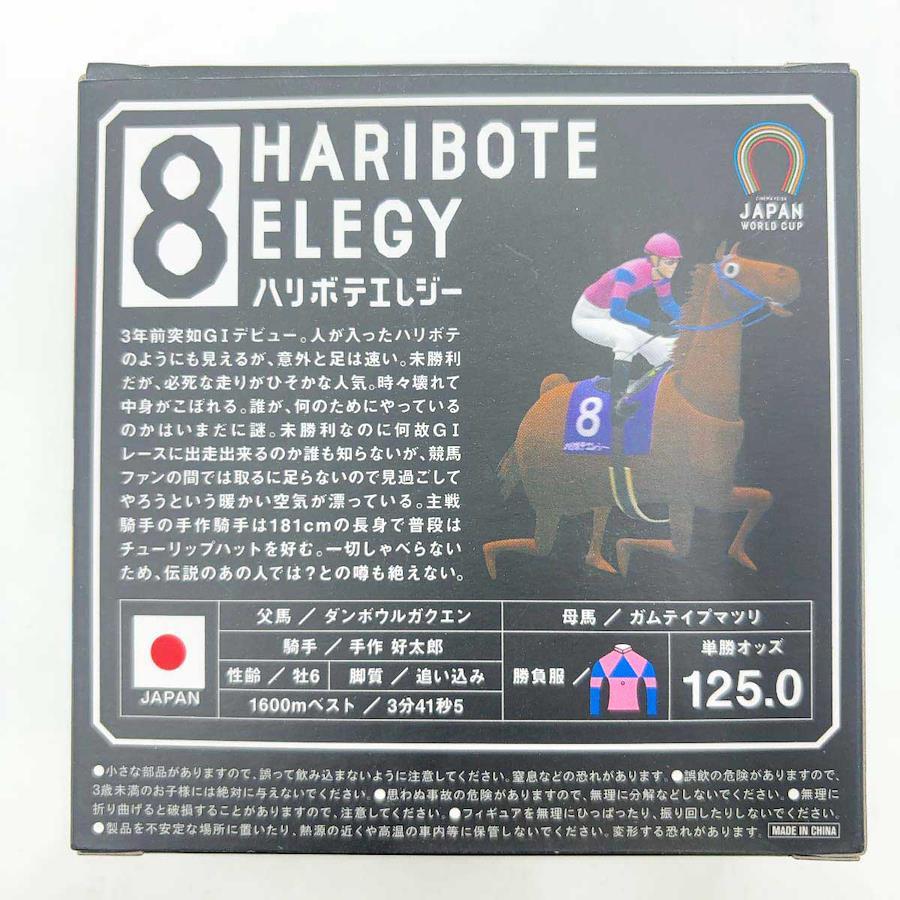 8
HARIBOTE
ELEGY
ハリボテエレジー
CINEMA KEIBA
JAPAN
WORLD CUP
3年前突如GIデビュー。人が入ったハリボテ
のようにも見えるが、意外と足は速い。未勝利
だが、必死な走りがひそかな人気。時々壊れて
中身がこぼれる。誰が、何のためにやっている
のかはいまだに謎。未勝利なのに何故GI
レースに出走出来るのか誰も知らないが、競馬
ファンの間では取るに足らないので見過ごして
やろうという暖かい空気が漂っている。主戦
騎手の手作騎手は181cmの長身で普段は
チューリップハットを好む。一切しゃべらない
ため、伝説のあの人では?との噂も絶えない。
8
ハリボテエレジー
JAPAN
父馬/ダンボウルガクエン
母馬/ガムテイプマツリ
騎手/手作 好太郎
性齢/牡6
脚質/追い込み
1600mベスト/3分41秒5
勝負服/
単勝オッズ
125.0
●小さな部品がありますので、誤って飲み込まないように注意してください。窒息などの恐れがあります。●誤飲の危険がありますので、
3歳未満のお子様には絶対に与えないでください。●思わぬ事故の危険がありますので、無理に分解などしないでください。●無理に
折り曲げると破損することがありますので、注意してください。●フィギュアを無理にひっぱったり、振り回したりしないでください。
●製品を不安定な場所に置いたり、熱源の近くや高温の車内等に保管しないでください。変形する恐れがあります。
MADE IN CHINA